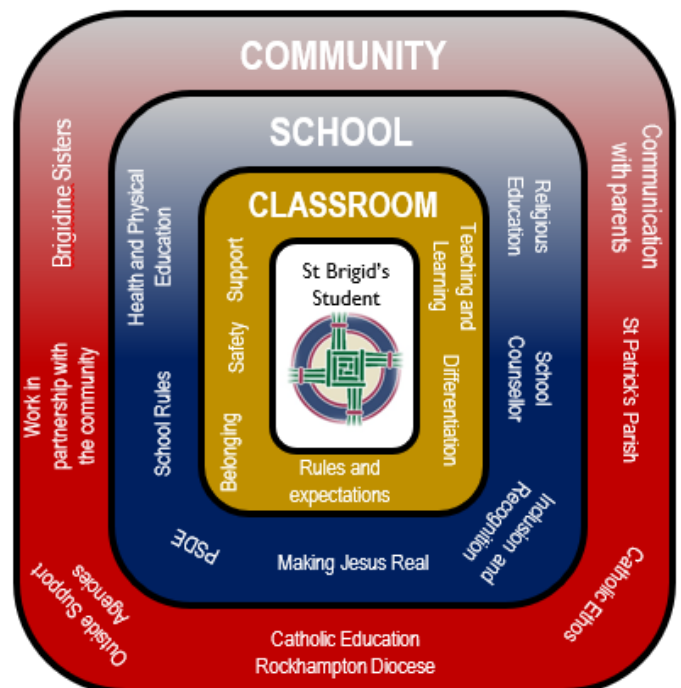 COMMUNITY
Brigidine Sisters
Work in
partnership with
the community
Outside Support
Agencies
Catholic Education
Rockhampton Diocese
Catholic Ethos
St Patrick's Parish
Communication
with parents
SCHOOL
Health and Physical
Education
School Rules
PSDE
Making Jesus Real
Inclusion and
Recognition
School
Counsellor
Religious
Education
CLASSROOM
Support
Safety
Belonging
Rules and
expectations
Differentiation
Teaching and
Learning
St Brigid's
Student